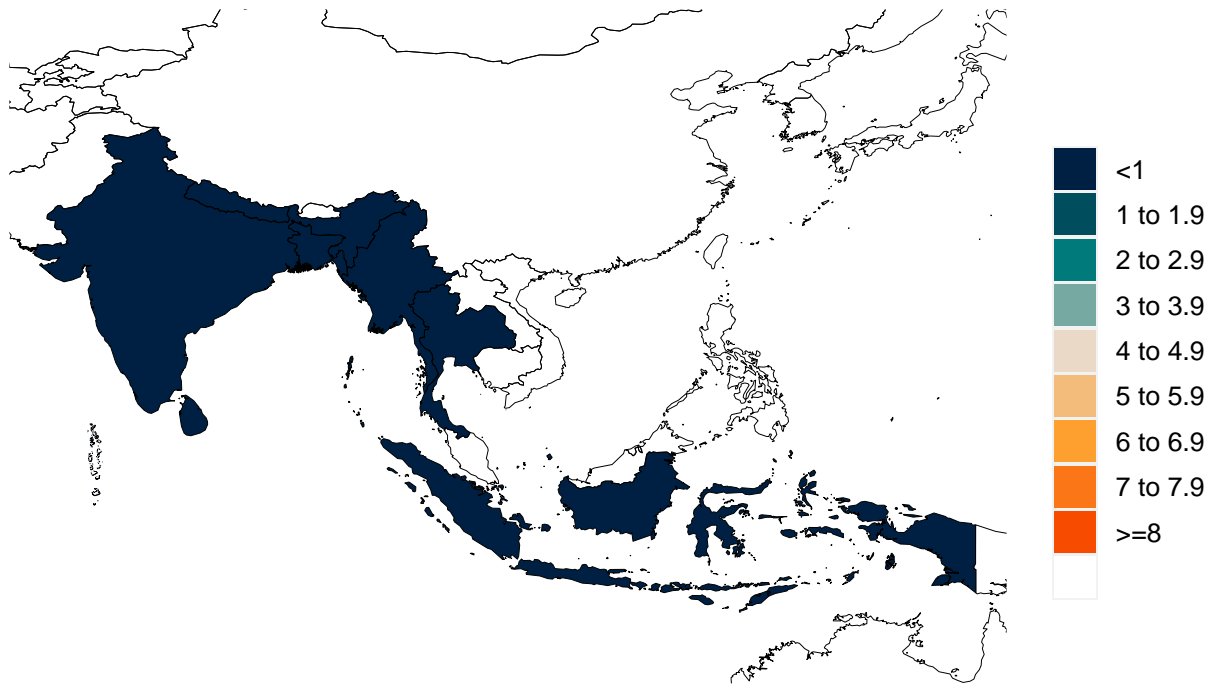 <1
1 to 1.9
2 to 2.9
3 to 3.9
4 to 4.9
5 to 5.9
6 to 6.9
7 to 7.9
>=8